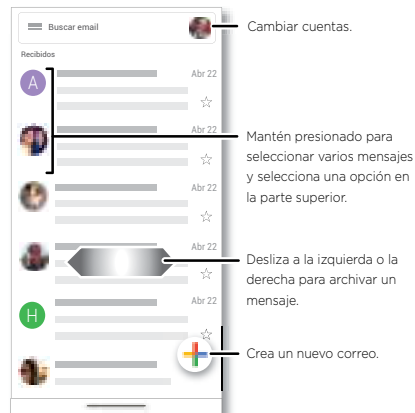 Buscar email
Cambiar cuentas.
Recibidos
A
Abr 22
Abr 22
Mantén presionado para
seleccionar varios mensajes
y selecciona una opción en
la parte superior.
Abr 22
Abr 22
Desliza a la izquierda o la
derecha para archivar un
mensaje.
H
Abr 22
Crea un nuevo correo.